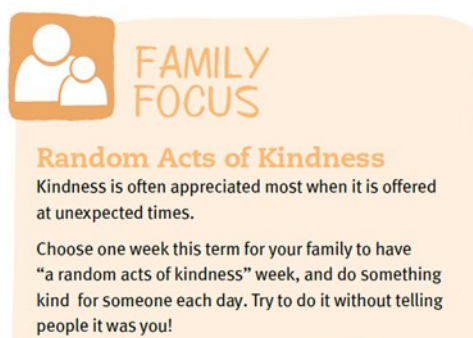 FAMILY
FOCUS
Random Acts of Kindness
Kindness is often appreciated most when it is offered
at unexpected times.
Choose one week this term for your family to have
“a random acts of kindness” week, and do something
kind for someone each day. Try to do it without telling
people it was you!